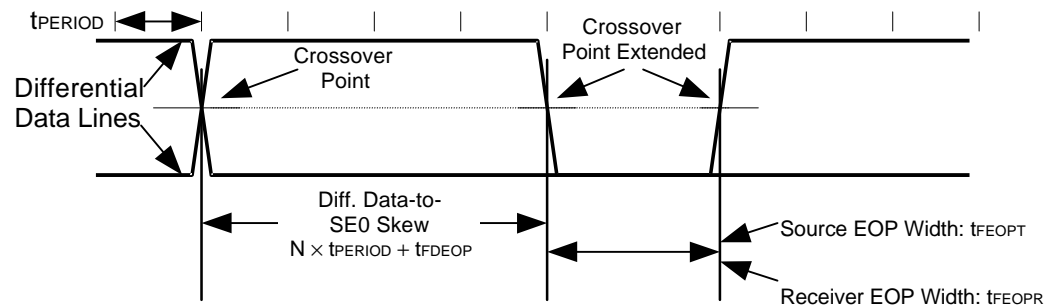 tPERIOD
Crossover
Point
Crossover
Point Extended
Differential
Data Lines
Diff. Data-to-
SE0 Skew
N × tPERIOD + tFDEOP
Source EOP Width: tFEOPT
Receiver EOP Width: tFEOPR